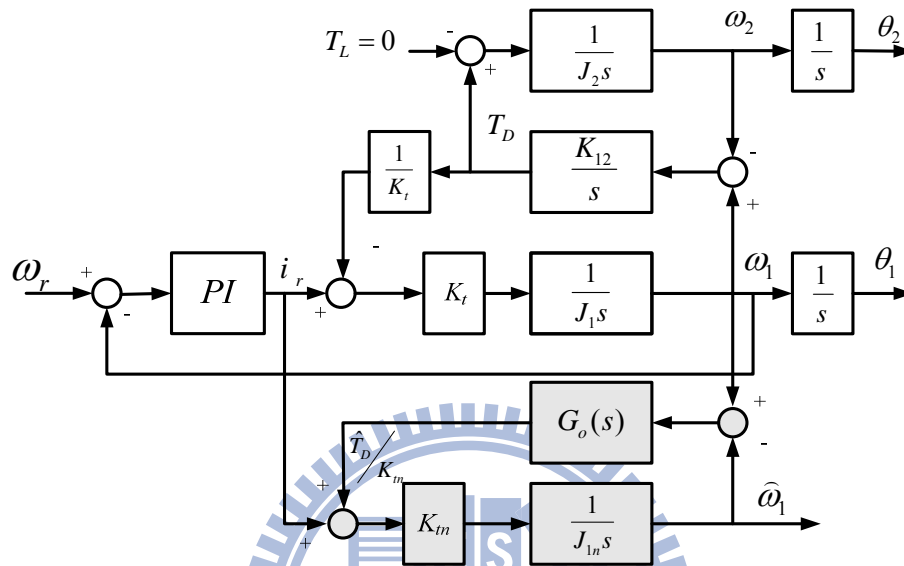 T_L = 0
-
+
1/(J_2 s)
ω_2
1/s
θ_2
T_D
1/K_t
K_12/s
-
+
ω_r
+
-
PI
i_r
-
+
K_t
1/(J_1 s)
ω_1
1/s
θ_1
G_o(s)
+
-
T̂_D/K_tn
+
+
K_tn
1/(J_1n s)
ω̂_1
S